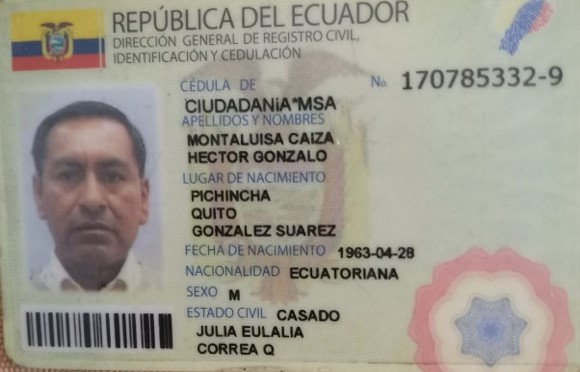 REPÚBLICA DEL ECUADOR
DIRECCIÓN GENERAL DE REGISTRO CIVIL,
IDENTIFICACIÓN Y CEDULACIÓN
CÉDULA DE No. 170785332-9
CIUDADANiA*MSA
APELLIDOS Y NOMBRES
MONTALUISA CAIZA
HECTOR GONZALO
LUGAR DE NACIMIENTO
PICHINCHA
QUITO
GONZALEZ SUAREZ
FECHA DE NACIMIENTO 1963-04-28
NACIONALIDAD ECUATORIANA
SEXO M
ESTADO CIVIL CASADO
JULIA EULALIA
CORREA Q